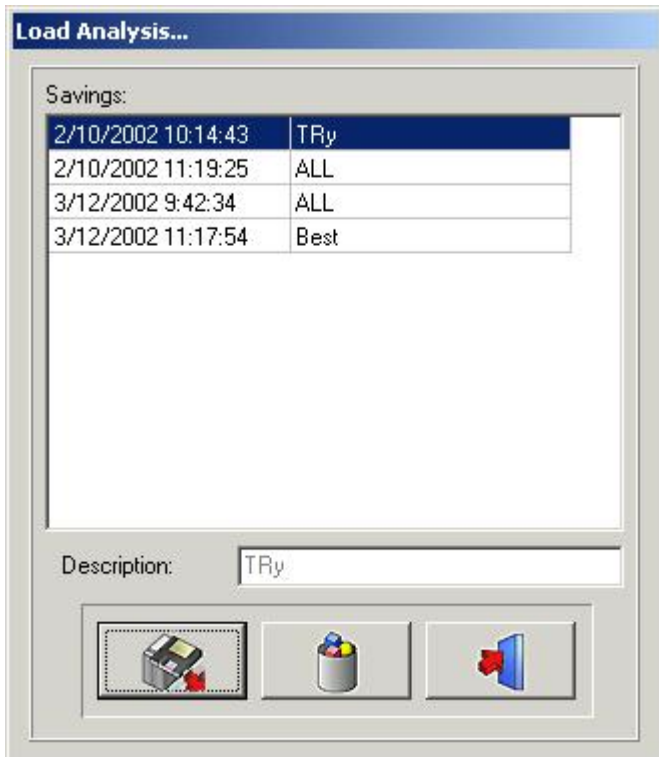 Load Analysis...
Savings:
2/10/2002 10:14:43 TRy
2/10/2002 11:19:25 ALL
3/12/2002 9:42:34 ALL
3/12/2002 11:17:54 Best
Description: TRy